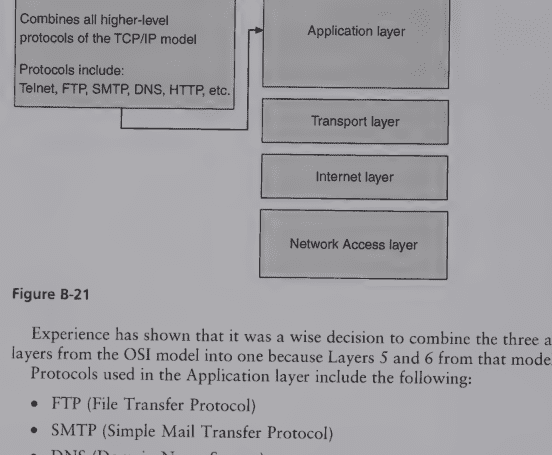 Combines all higher-level
protocols of the TCP/IP model
Protocols include:
Telnet, FTP, SMTP, DNS, HTTP, etc.
Application layer
Transport layer
Internet layer
Network Access layer
Figure B-21
Experience has shown that it was a wise decision to combine the three
layers from the OSI model into one because Layers 5 and 6 from that
Protocols used in the Application layer include the following:
• FTP (File Transfer Protocol)
• SMTP (Simple Mail Transfer Protocol)